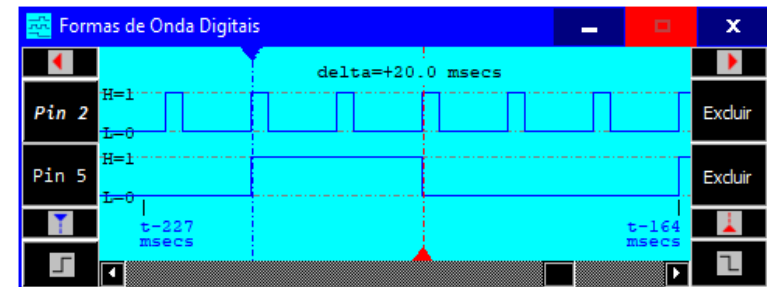 Formas de Onda Digitais
x
delta=+20.0 msecs
Pin 2
H=1
L=0
Excluir
Pin 5
H=1
L=0
Excluir
t-227
msecs
t-164
msecs